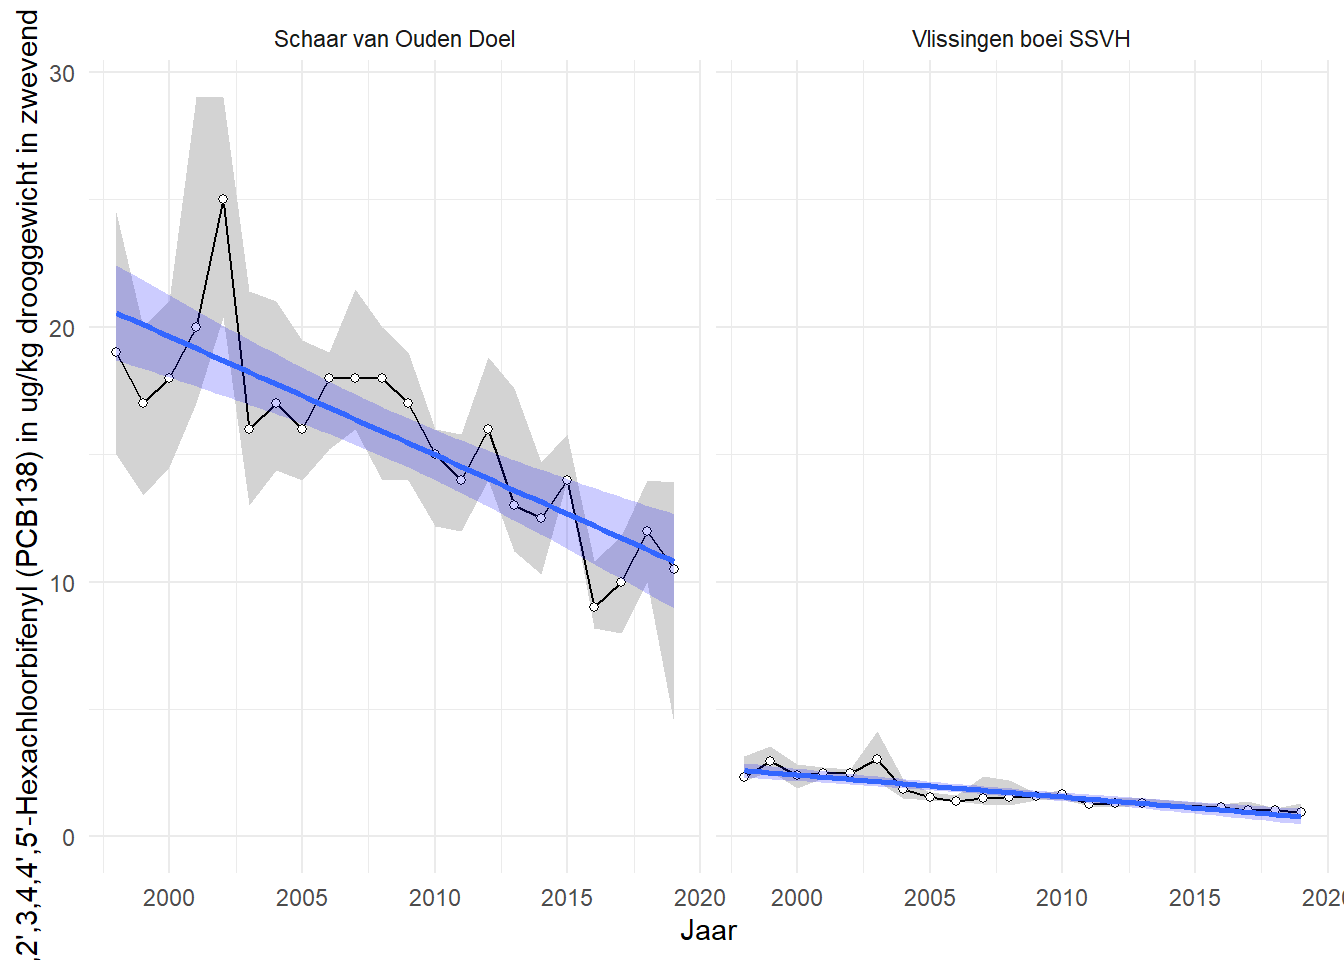 Schaar van Ouden Doel
Vlissingen boei SSVH
,2',3,4,4',5'-Hexachloorbifenyl (PCB138) in ug/kg drooggewicht in zwevend
30
20
10
0
2000 2005 2010 2015 2020
2000 2005 2010 2015 2020
Jaar